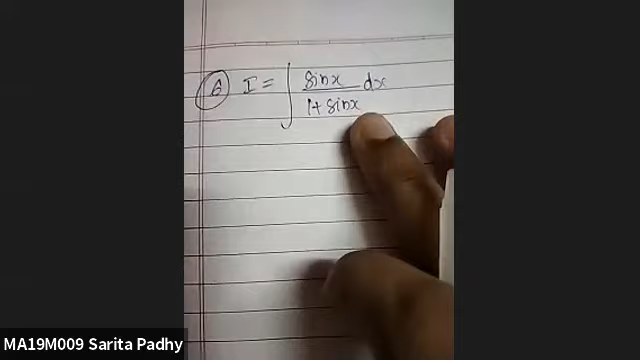 6 I = ∫ sinx / 1+ sinx dx
MA19M009 Sarita Padhy